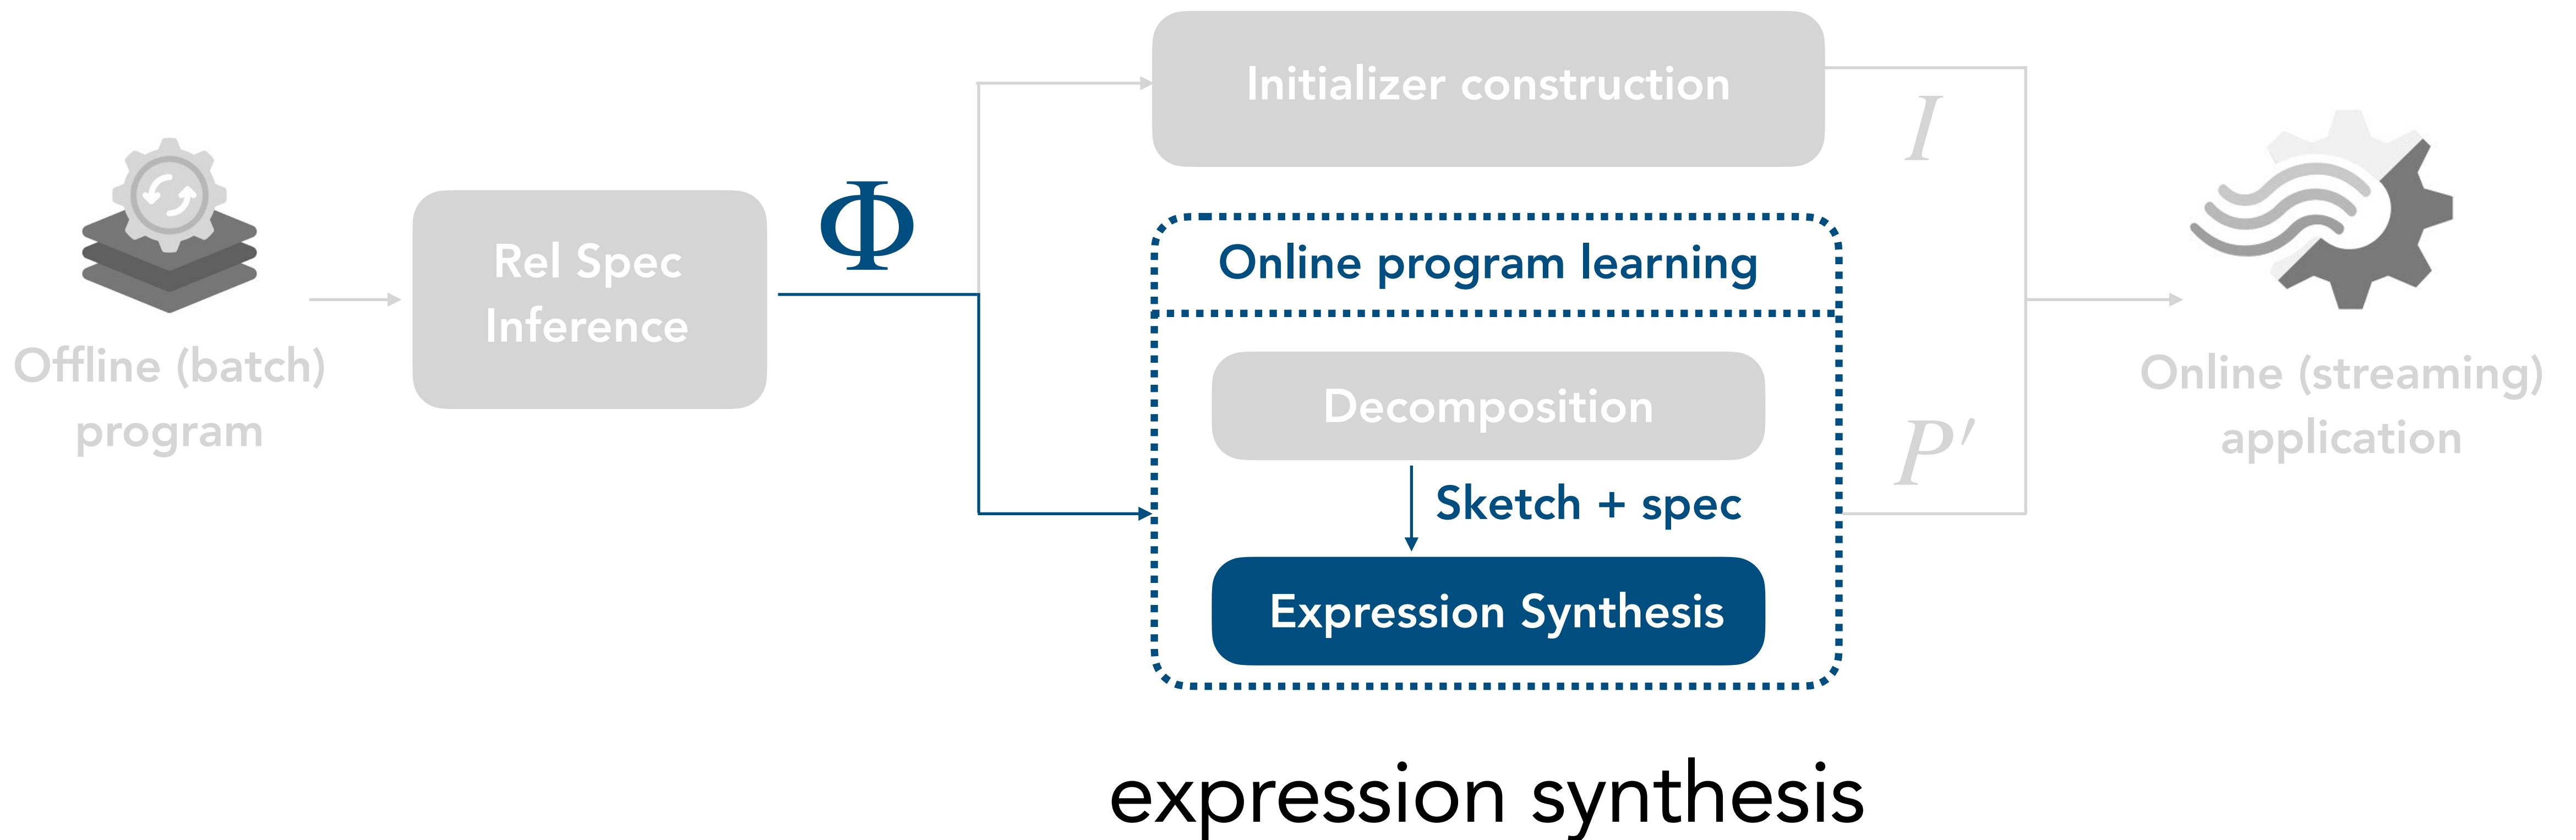 Initializer construction
I
Φ
Rel Spec
Inference
Online program learning
Offline (batch)
program
Decomposition
Online (streaming)
application
P′
Sketch + spec
Expression Synthesis
expression synthesis